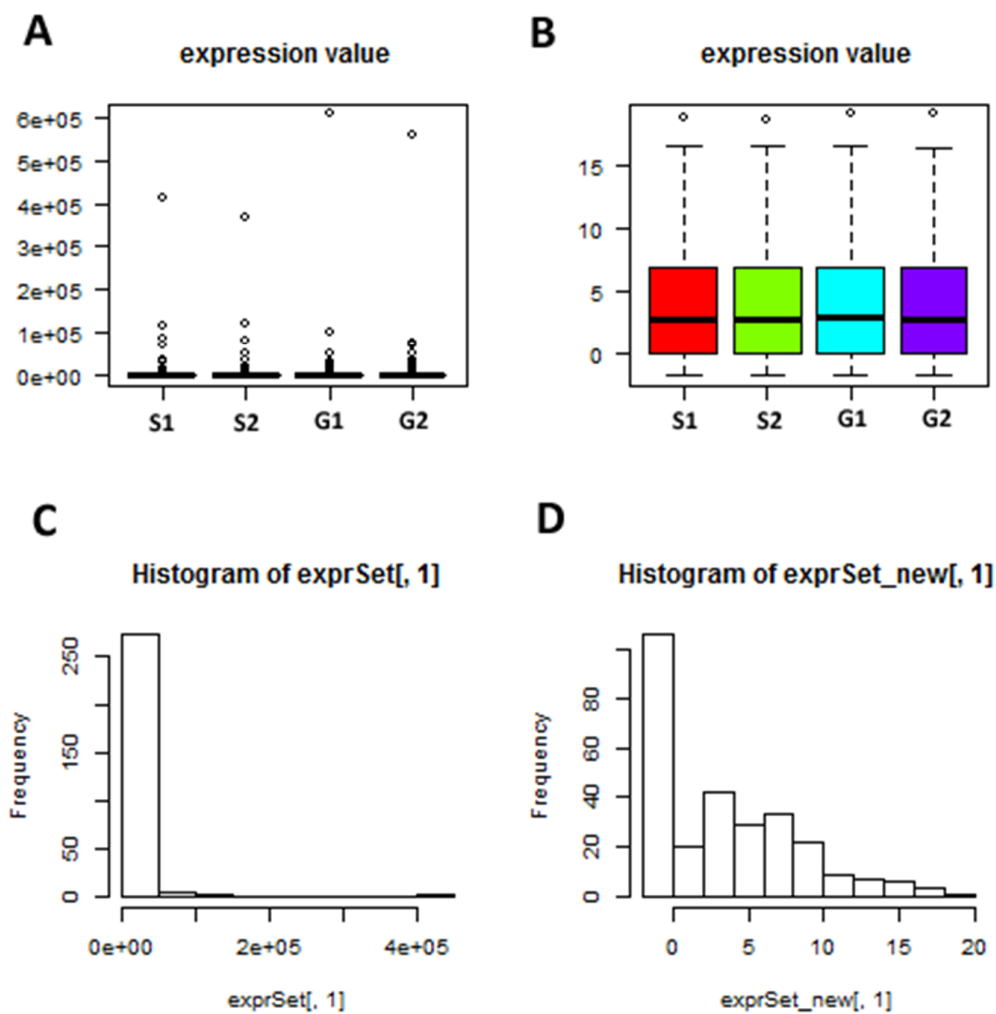 A
expression value
6e+05
5e+05
4e+05
3e+05
2e+05
1e+05
0e+00
S1 S2 G1 G2
B
expression value
15
10
5
0
S1 S2 G1 G2
C
Histogram of exprSet[, 1]
Frequency
250
150
50
0
0e+00 2e+05 4e+05
exprSet[, 1]
D
Histogram of exprSet_new[, 1]
Frequency
80
60
40
20
0
0 5 10 15 20
exprSet_new[, 1]